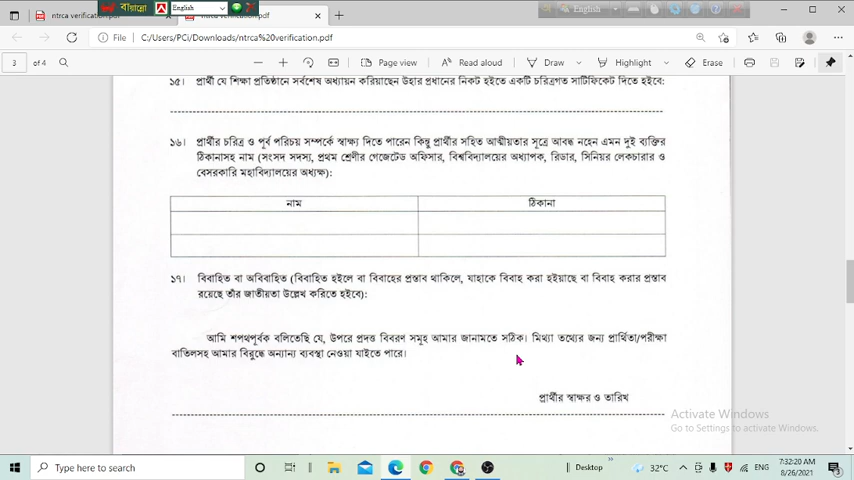 ntrca verification.pdf
বাংলা
English
ntrca verification.pdf
English
File
C:/Users/PCi/Downloads/ntrca%20verification.pdf
3 of 4
Page view
Read aloud
Draw
Highlight
Erase
১৫। প্রার্থী যে শিক্ষা প্রতিষ্ঠানে সর্বশেষ অধ্যয়ন করিয়াছেন উহার প্রধানের নিকট হইতে একটি চরিত্রগত সার্টিফিকেট দিতে হইবে:
১৬। প্রার্থীর চরিত্র ও পূর্ব পরিচয় সম্পর্কে স্বাক্ষ্য দিতে পারেন কিন্তু প্রার্থীর সহিত আত্মীয়তার সূত্রে আবদ্ধ নহেন এমন দুই ব্যক্তির
ঠিকানাসহ নাম (সংসদ সদস্য, প্রথম শ্রেণীর গেজেটেড অফিসার, বিশ্ববিদ্যালয়ের অধ্যাপক, রিডার, সিনিয়র লেকচারার ও
বেসরকারি মহাবিদ্যালয়ের অধ্যক্ষ):
নাম
ঠিকানা
১৭। বিবাহিত বা অবিবাহিত (বিবাহিত হইলে বা বিবাহের প্রস্তাব থাকিলে, যাহাকে বিবাহ করা হইয়াছে বা বিবাহ করার প্রস্তাব
রয়েছে তাঁর জাতীয়তা উল্লেখ করিতে হইবে):
আমি শপথপূর্বক বলিতেছি যে, উপরে প্রদত্ত বিবরণ সমূহ আমার জানামতে সঠিক। মিথ্যা তথ্যের জন্য প্রার্থিতা/পরীক্ষা
বাতিলসহ আমার বিরুদ্ধে অন্যান্য ব্যবস্থা নেওয়া যাইতে পারে।
প্রার্থীর স্বাক্ষর ও তারিখ
Activate Windows
Go to Settings to activate Windows.
Type here to search
Desktop
32°C
ENG
7:32:20 AM
8/26/2021
3